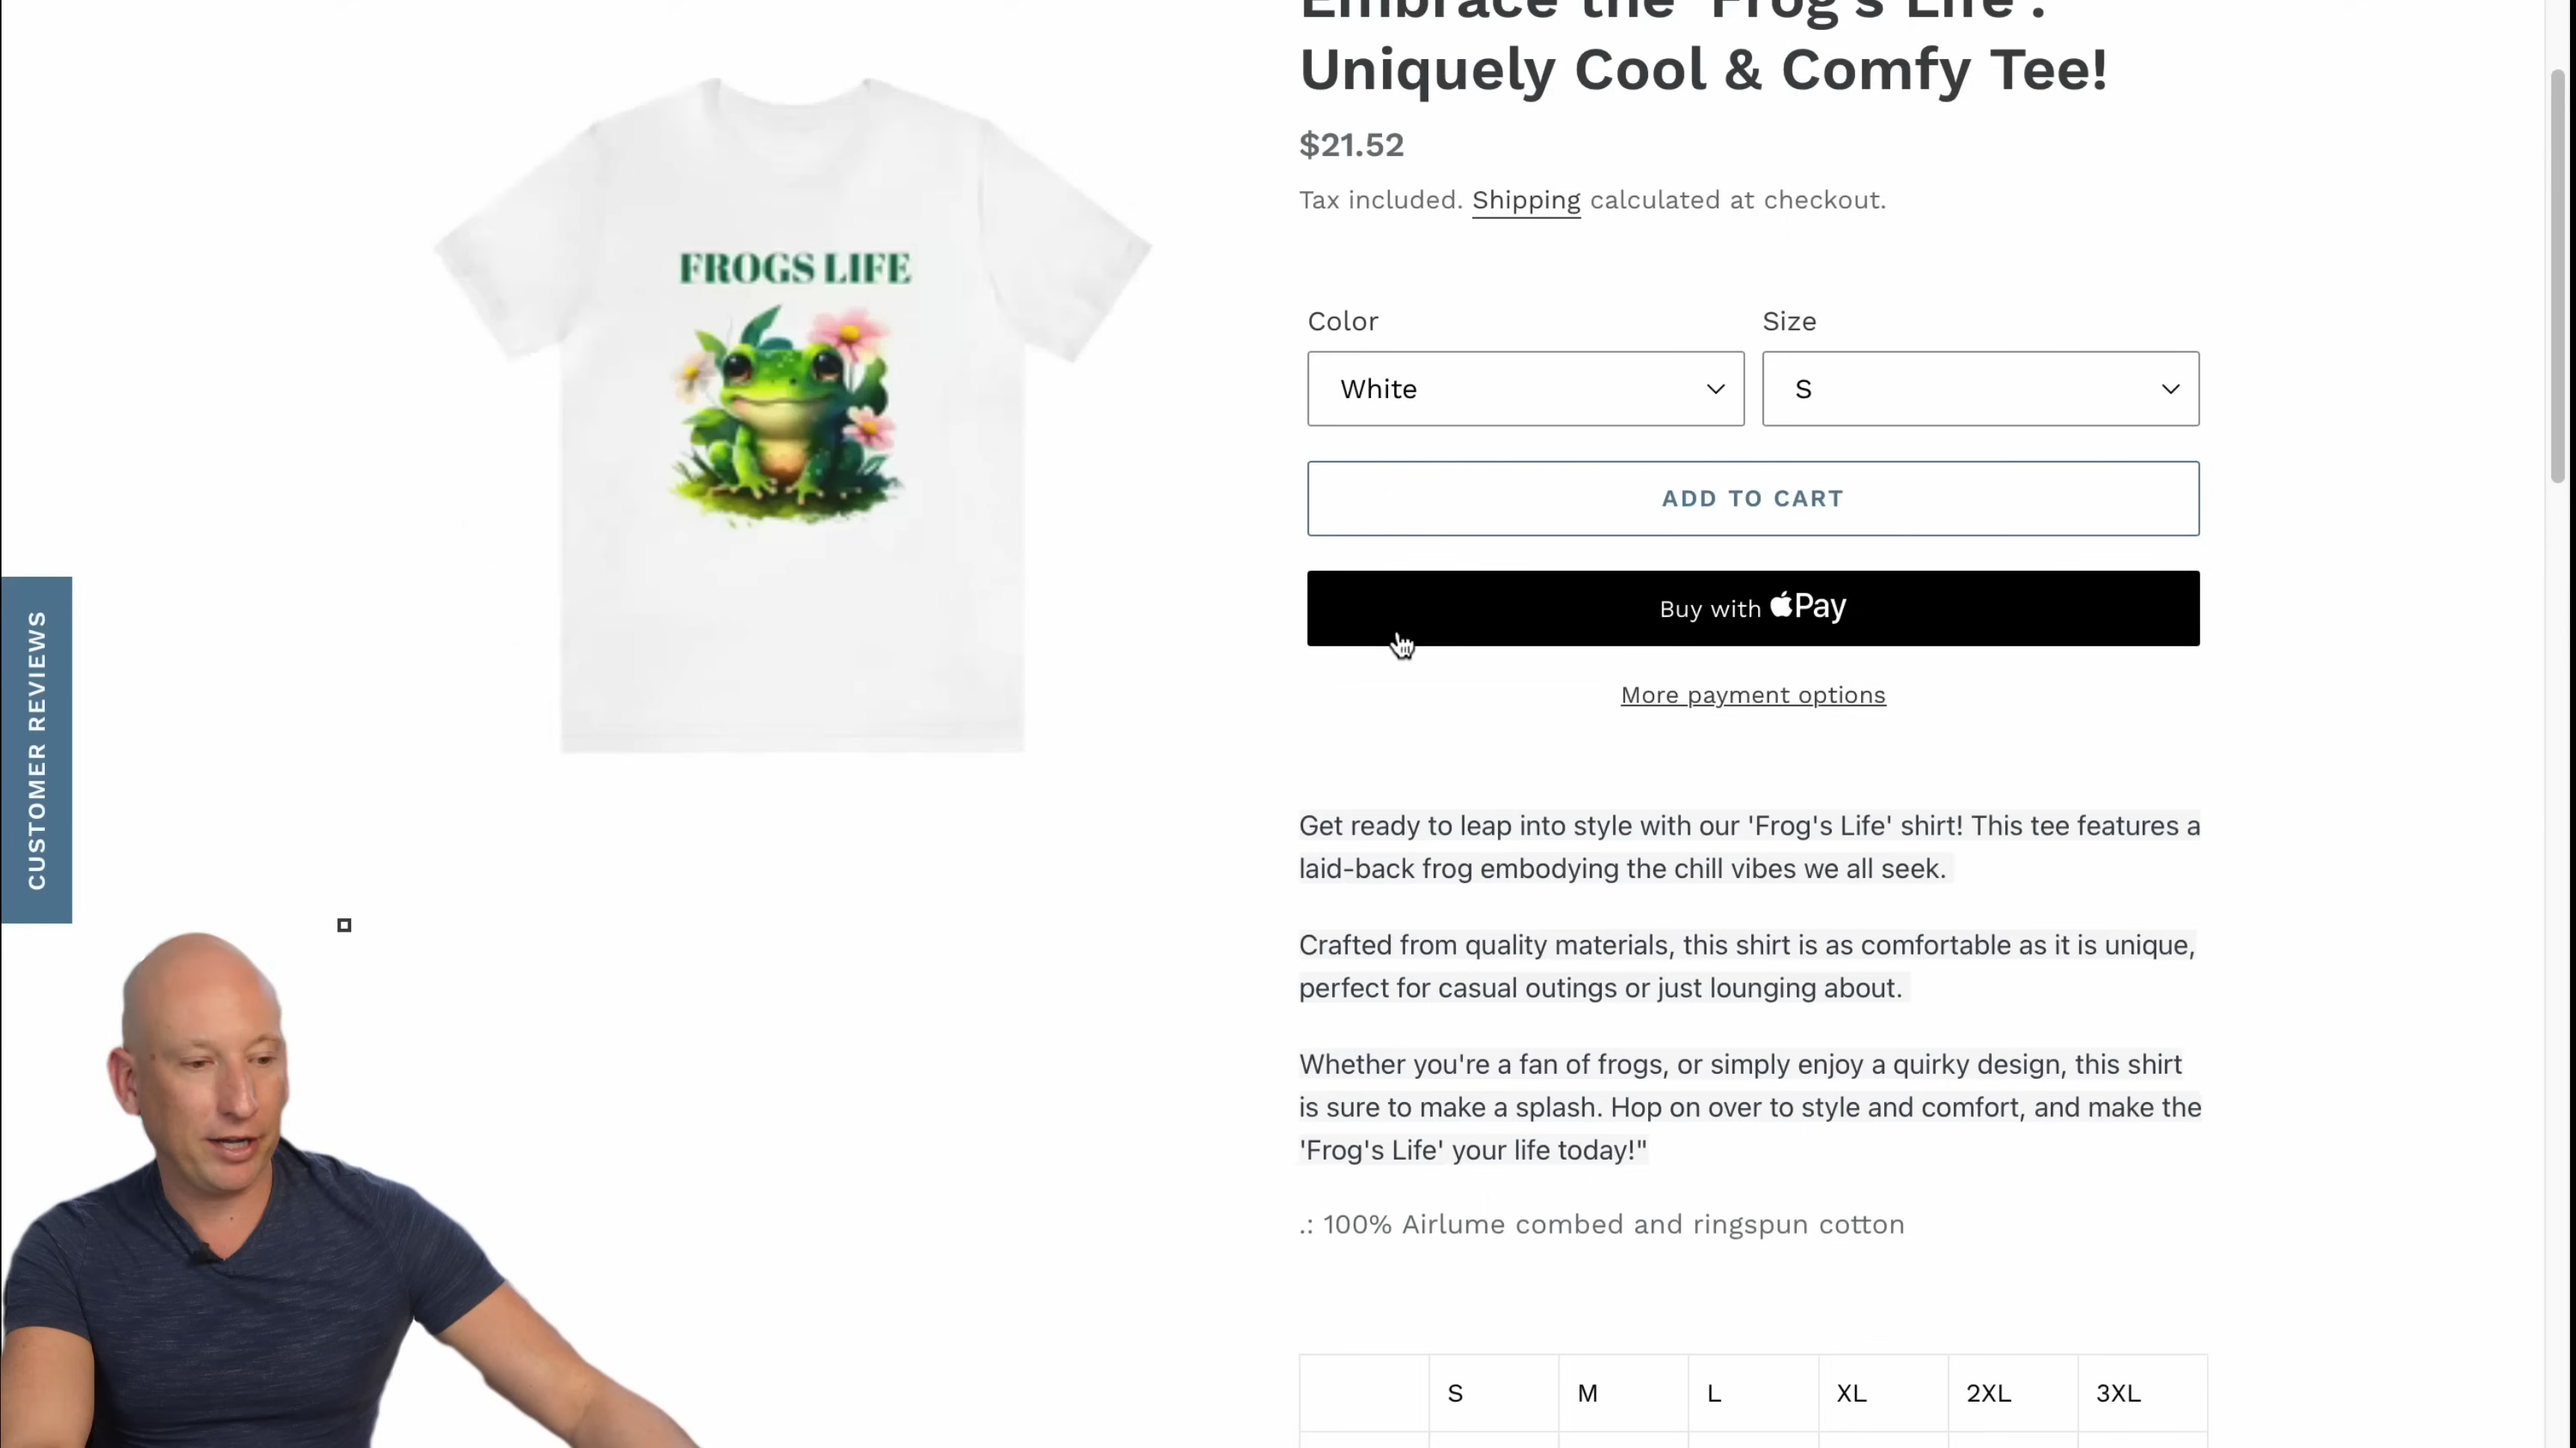 Embrace the 'Frog's Life':
Uniquely Cool & Comfy Tee!
$21.52
Tax included. Shipping calculated at checkout.
Color
Size
White
S
ADD TO CART
Buy with Pay
More payment options
FROGS LIFE
CUSTOMER REVIEWS
Get ready to leap into style with our 'Frog's Life' shirt! This tee features a
laid-back frog embodying the chill vibes we all seek.
Crafted from quality materials, this shirt is as comfortable as it is unique,
perfect for casual outings or just lounging about.
Whether you're a fan of frogs, or simply enjoy a quirky design, this shirt
is sure to make a splash. Hop on over to style and comfort, and make the
'Frog's Life' your life today!"
.: 100% Airlume combed and ringspun cotton
S M L XL 2XL 3XL